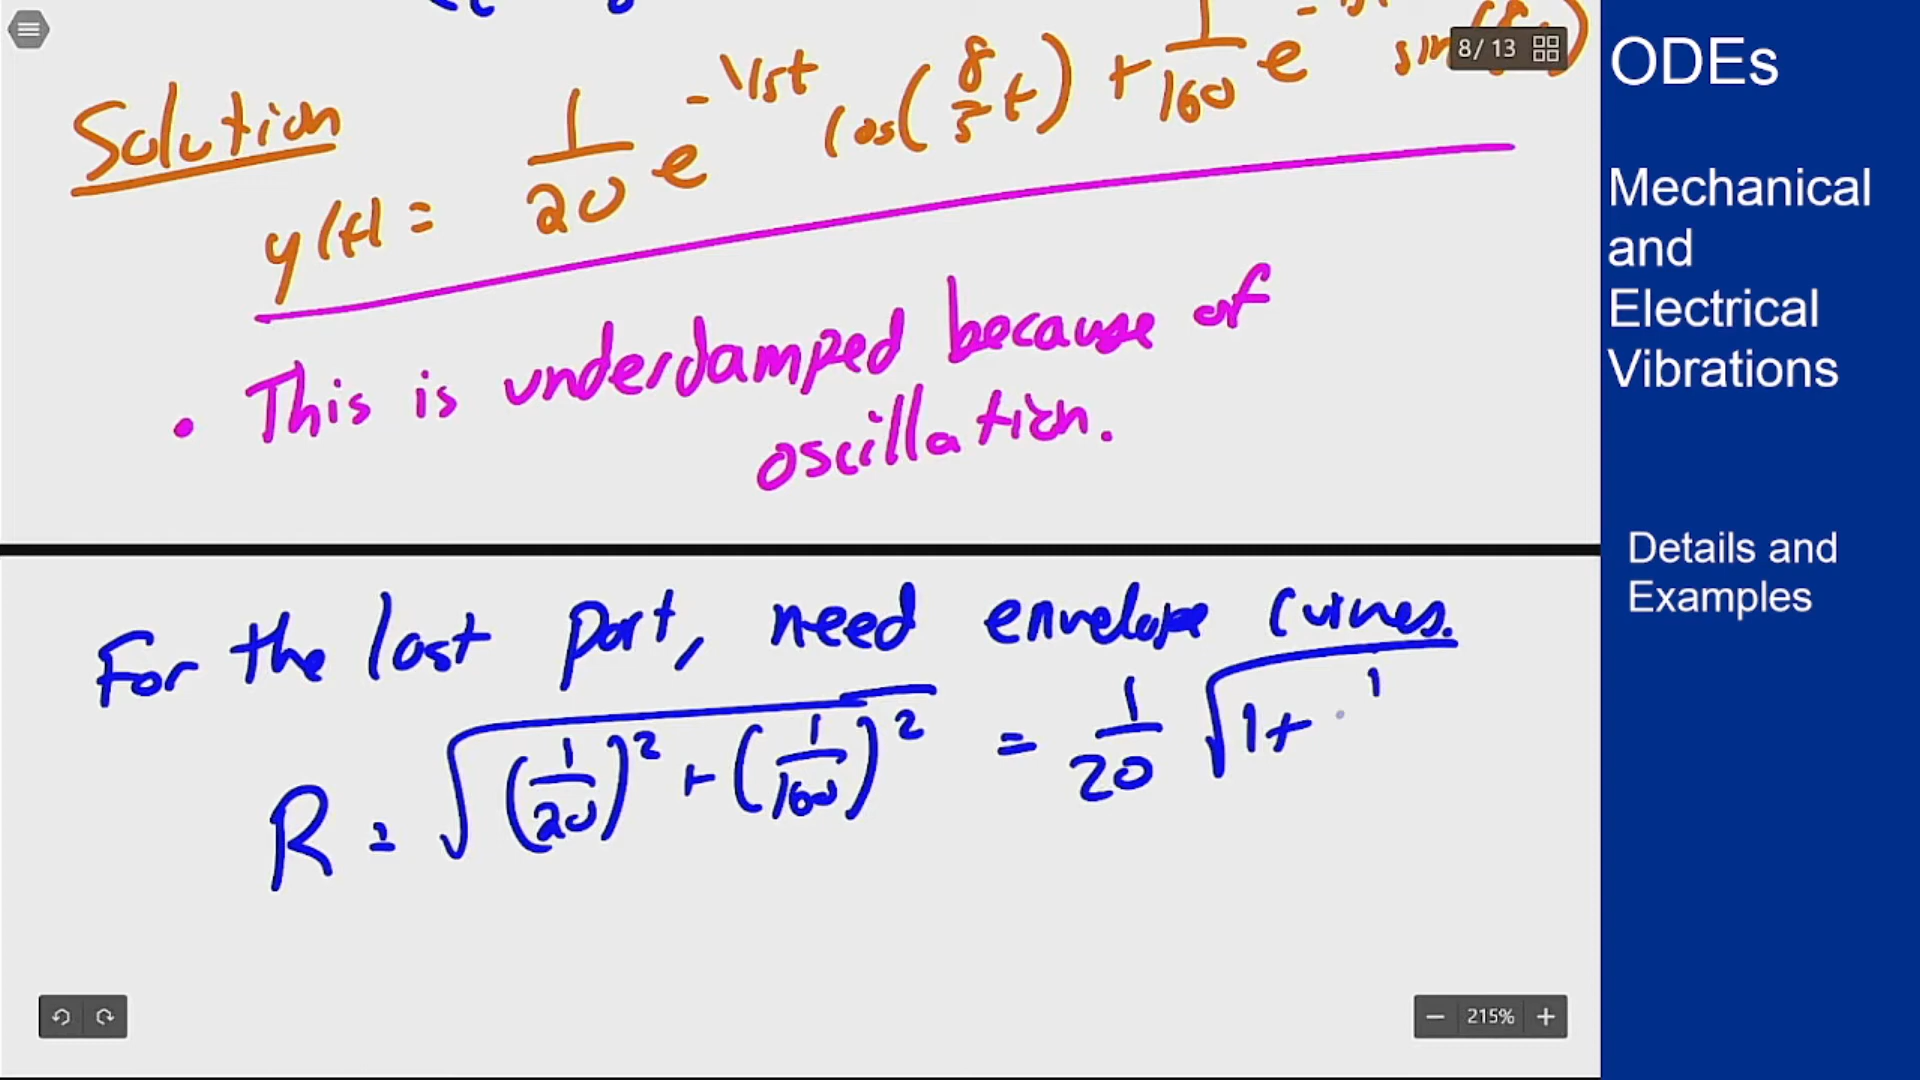 Solution
y(t) = 1/20 e^{-1/5t} cos(8/5 t) + 1/160 e
sin(
8/13
• This is underdamped because of
oscillation.
For the last part, need envelope curves.
R = √((1/20)² + (1/160)²) = 1/20 √(1+ 1
215%
ODEs
Mechanical
and
Electrical
Vibrations
Details and
Examples